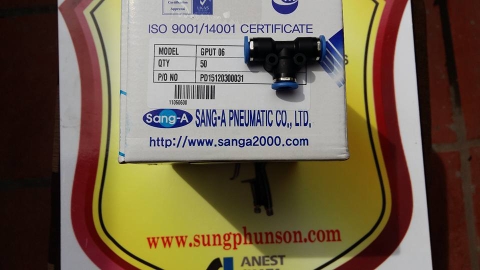 ISO 9001/14001 CERTIFICATE
MODEL GPUT 06
QTY 50
P/O NO PD15120300031
11060600
Sang-A SANG-A PNEUMATIC CO., LTD.
http://www.sanga2000.com
www.sungphunson.com
ANEST